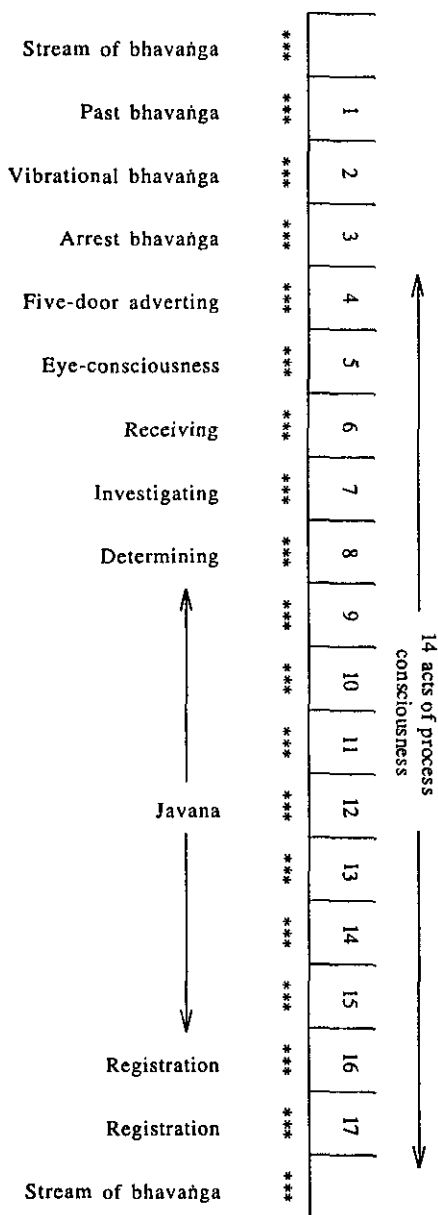 Stream of bhavaṅga ***
Past bhavaṅga *** 1
Vibrational bhavaṅga *** 2
Arrest bhavaṅga *** 3
Five-door adverting *** 4
Eye-consciousness *** 5
Receiving *** 6
Investigating *** 7
Determining *** 8
*** 9
*** 10
*** 11
Javana *** 12
*** 13
*** 14
*** 15
Registration *** 16
Registration *** 17
Stream of bhavaṅga ***
14 acts of process
consciousness